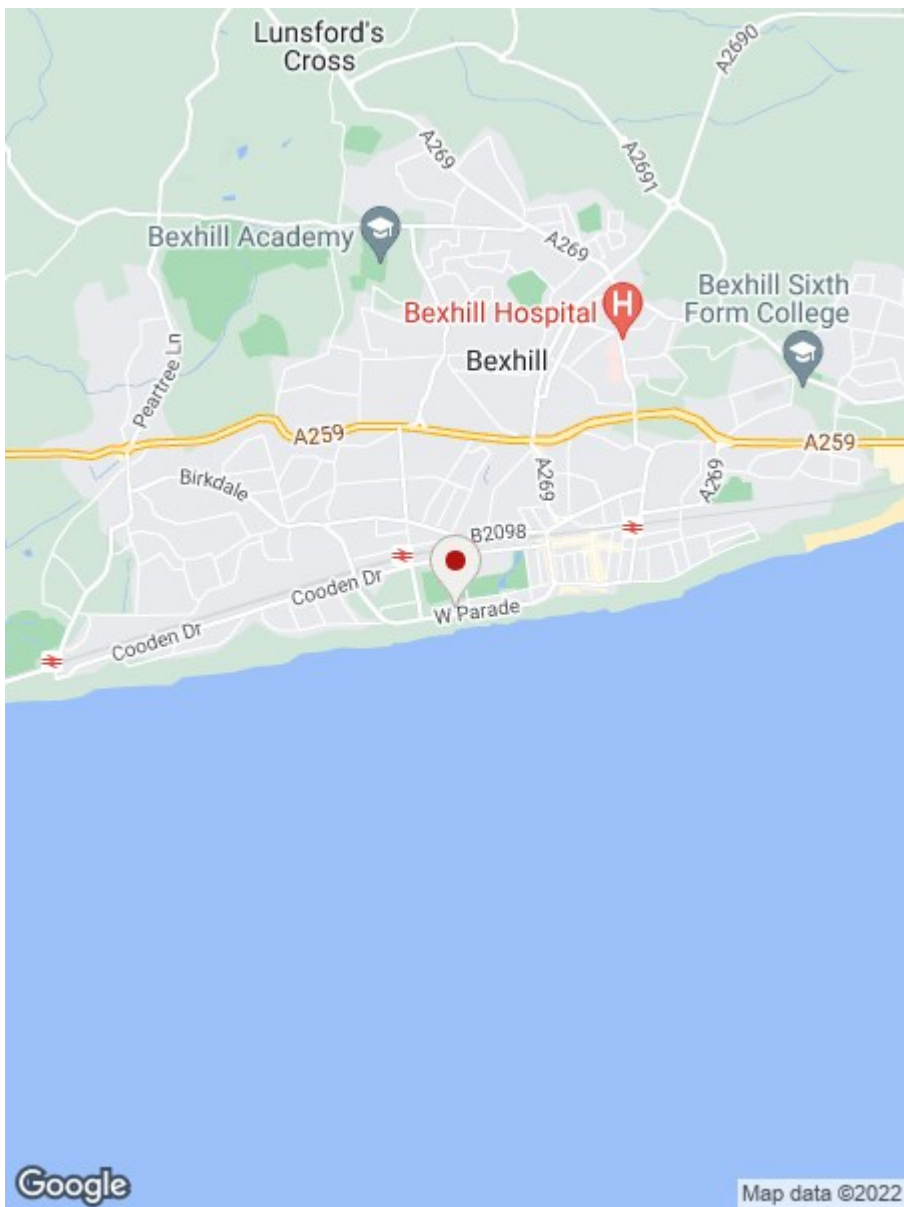 Lunsford's
Cross
A2690
A269
A2691
Bexhill Academy
A269
Bexhill Sixth
Form College
Bexhill Hospital
H
Bexhill
Peartree Ln
A259
A259
Birkdale
A269
A269
B2098
Cooden Dr
W Parade
Cooden Dr
Google
Map data ©2022